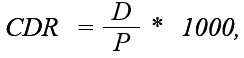 CDR = D/P * 1000,